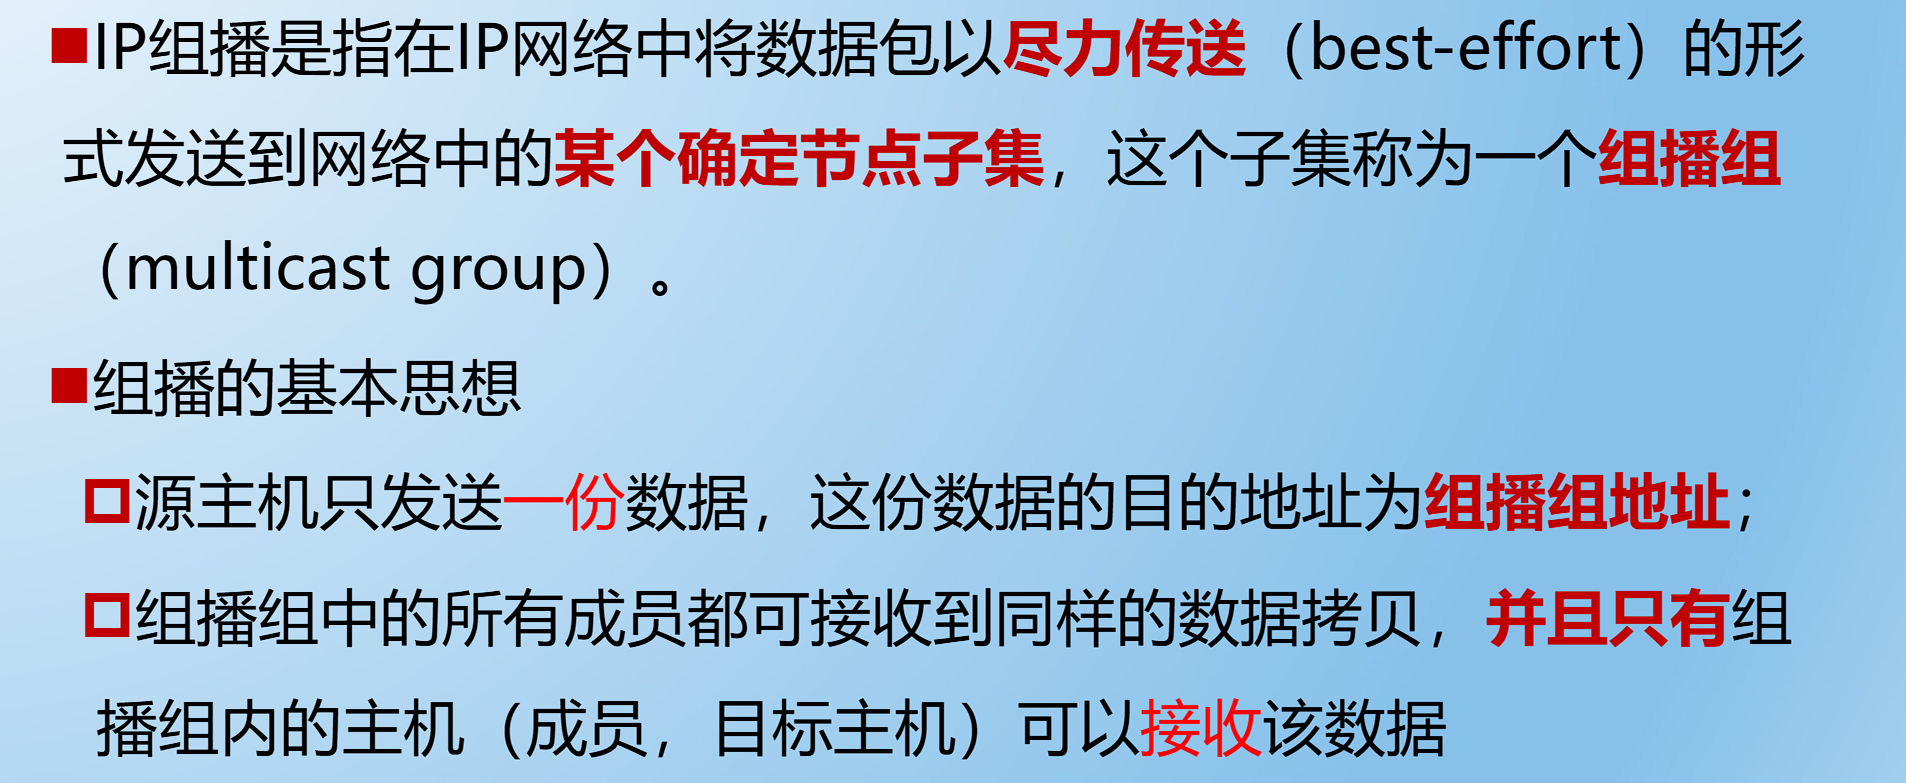 ■IP组播是指在IP网络中将数据包以尽力传送（best-effort）的形
式发送到网络中的某个确定节点子集，这个子集称为一个组播组
（multicast group）。
■组播的基本思想
源主机只发送一份数据，这份数据的目的地址为组播组地址；
组播组中的所有成员都可接收到同样的数据拷贝，并且只有组
播组内的主机（成员，目标主机）可以接收该数据